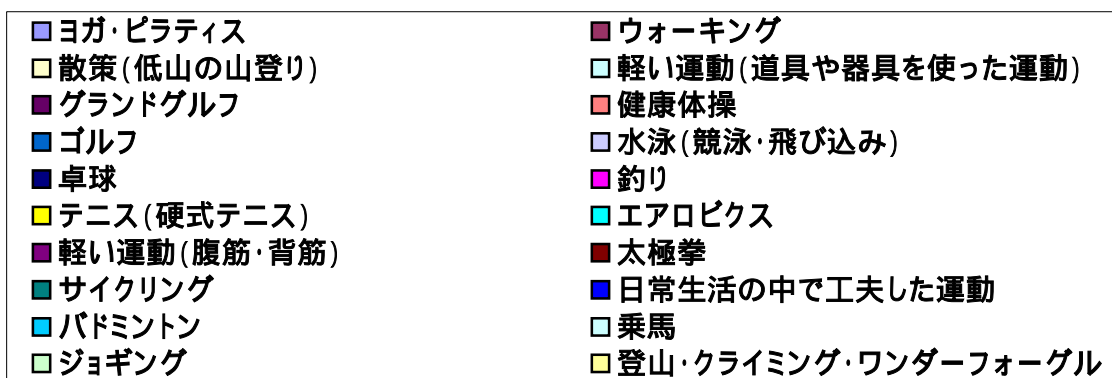 ヨガ・ピラティス ウォーキング
散策(低山の山登り) 軽い運動(道具や器具を使った運動)
グランドグルフ 健康体操
ゴルフ 水泳(競泳・飛び込み)
卓球 釣り
テニス(硬式テニス) エアロビクス
軽い運動(腹筋・背筋) 太極拳
サイクリング 日常生活の中で工夫した運動
バドミントン 乗馬
ジョギング 登山・クライミング・ワンダーフォーゲル